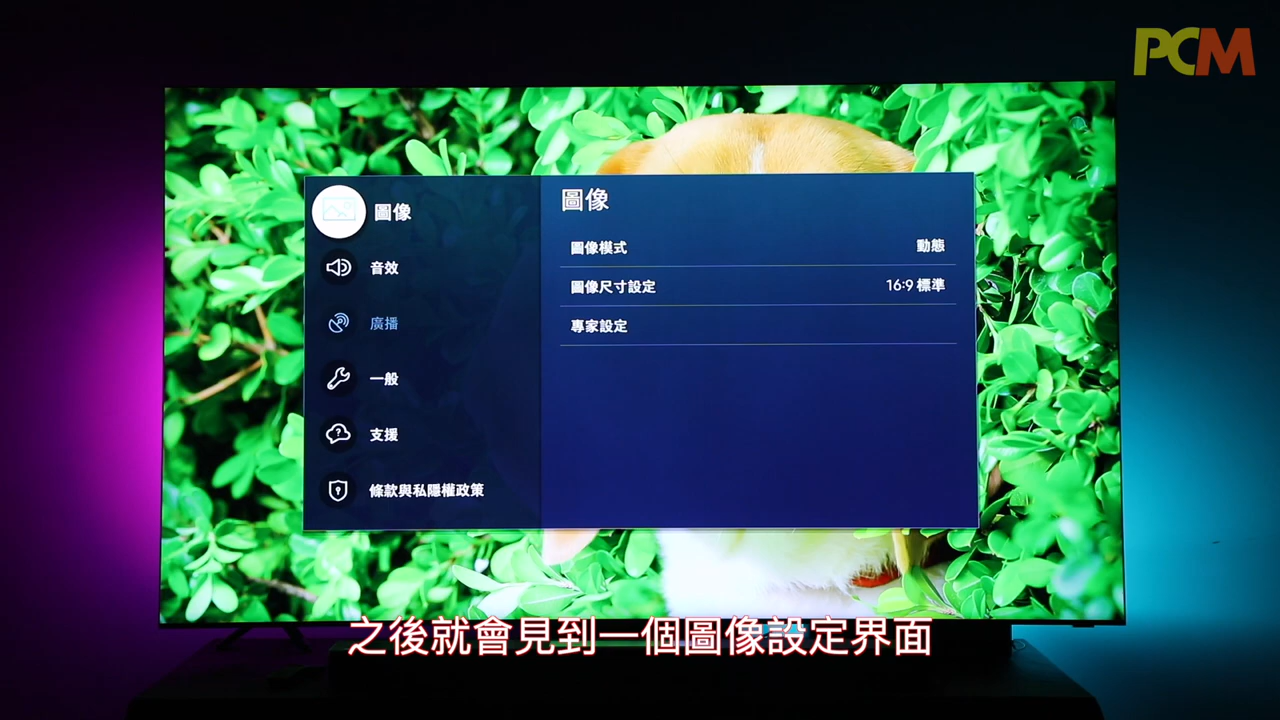 PCM
圖像
音效
廣播
一般
支援
條款與私隱權政策
圖像
圖像模式 動態
圖像尺寸設定 16:9 標準
專家設定
之後就會見到一個圖像設定界面